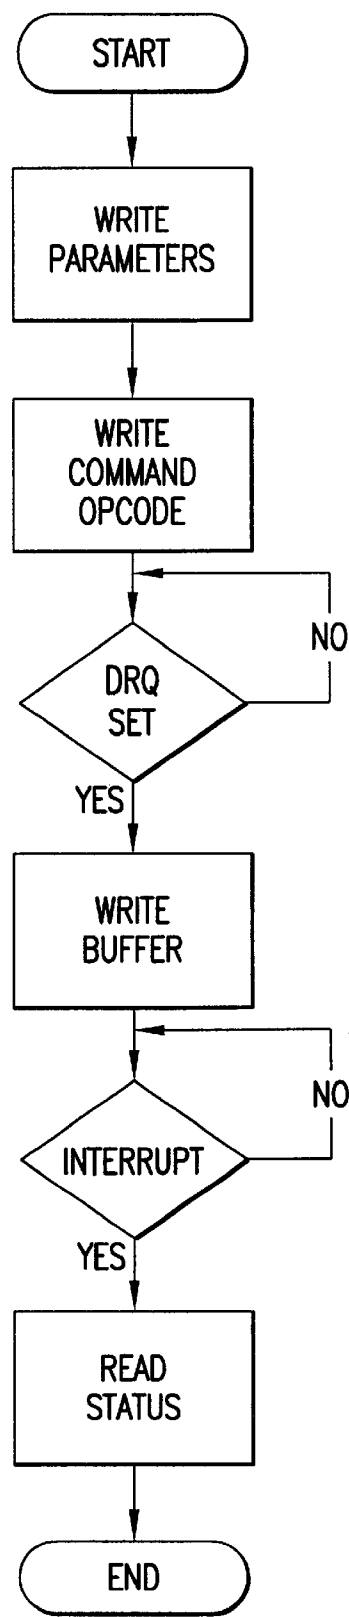 START
WRITE
PARAMETERS
WRITE
COMMAND
OPCODE
NO
DRQ
SET
YES
WRITE
BUFFER
NO
INTERRUPT
YES
READ
STATUS
END